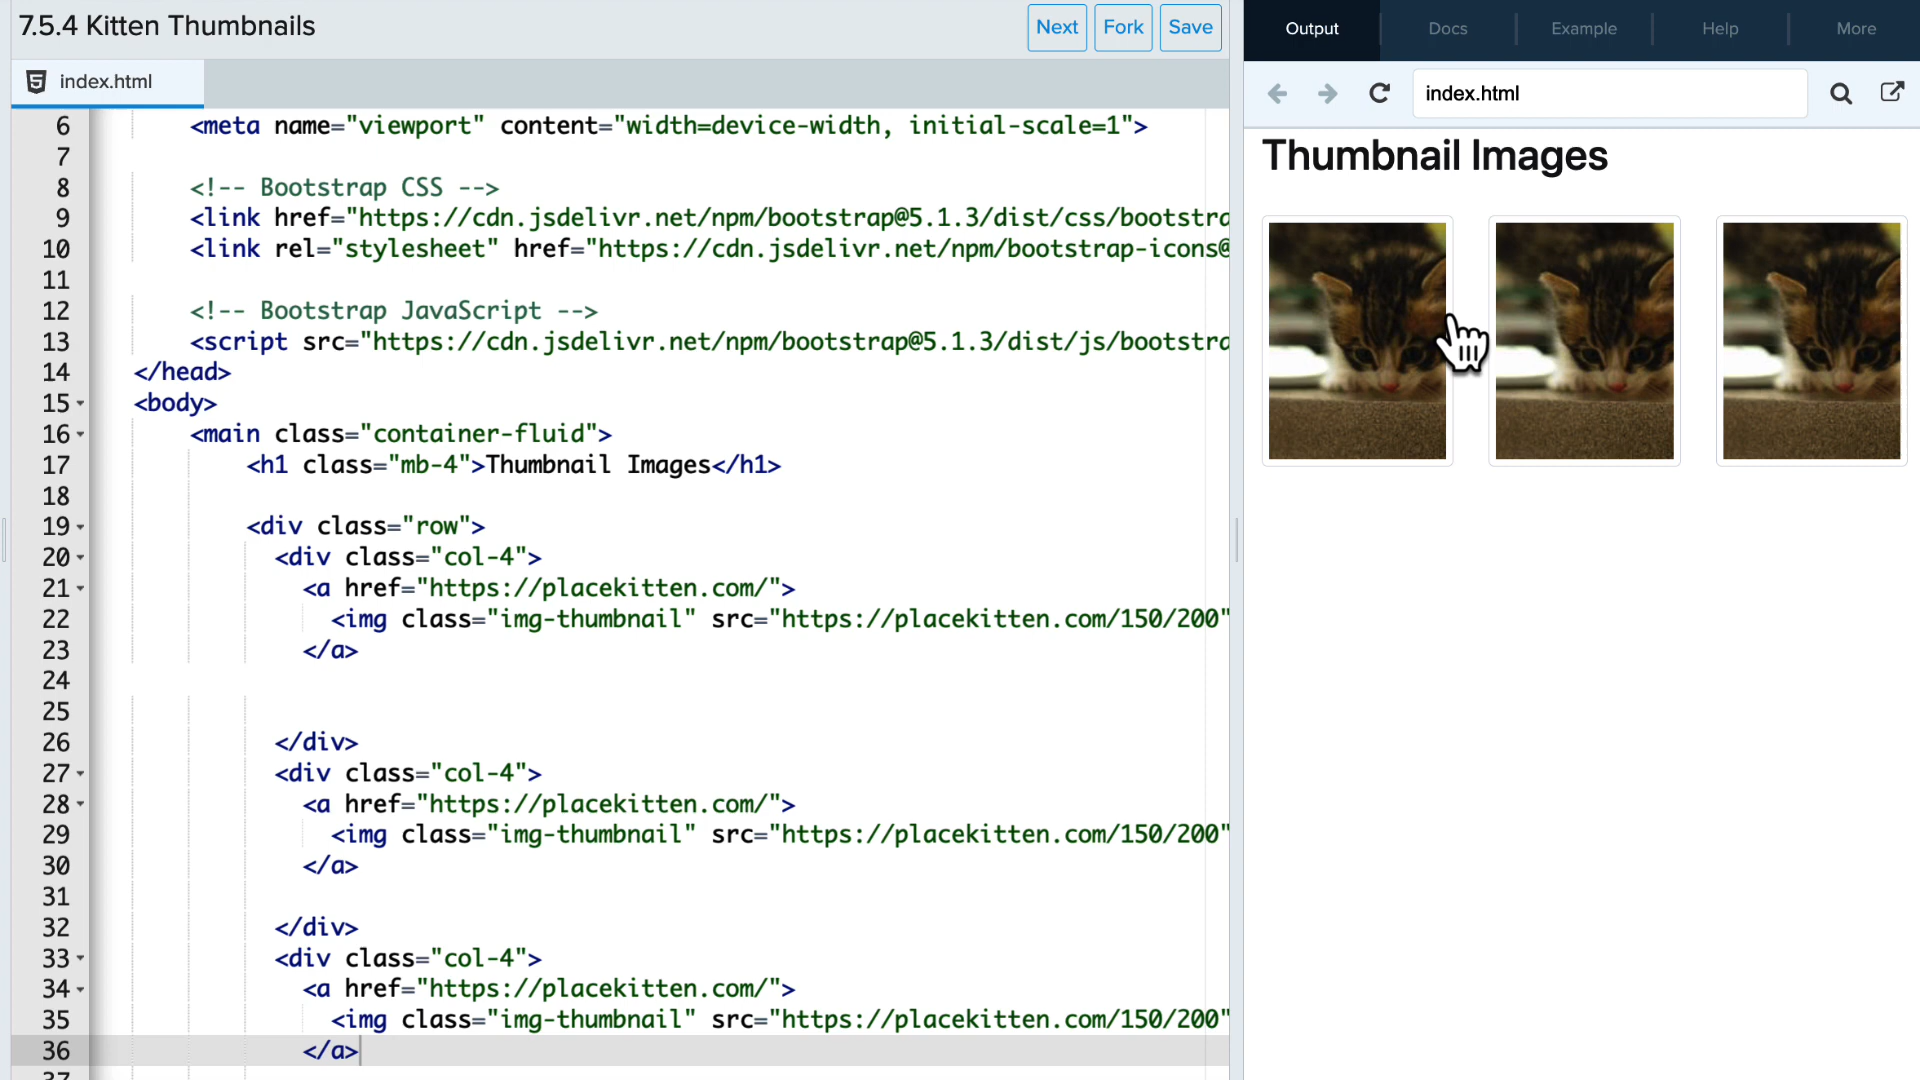 7.5.4 Kitten Thumbnails
Next Fork Save
index.html
6 <meta name="viewport" content="width=device-width, initial-scale=1">
7
8 <!-- Bootstrap CSS -->
9 <link href="https://cdn.jsdelivr.net/npm/bootstrap@5.1.3/dist/css/bootstra
10 <link rel="stylesheet" href="https://cdn.jsdelivr.net/npm/bootstrap-icons@
11
12 <!-- Bootstrap JavaScript -->
13 <script src="https://cdn.jsdelivr.net/npm/bootstrap@5.1.3/dist/js/bootstra
14 </head>
15 <body>
16 <main class="container-fluid">
17 <h1 class="mb-4">Thumbnail Images</h1>
18
19 <div class="row">
20 <div class="col-4">
21 <a href="https://placekitten.com/">
22 <img class="img-thumbnail" src="https://placekitten.com/150/200"
23 </a>
24
25
26 </div>
27 <div class="col-4">
28 <a href="https://placekitten.com/">
29 <img class="img-thumbnail" src="https://placekitten.com/150/200"
30 </a>
31
32 </div>
33 <div class="col-4">
34 <a href="https://placekitten.com/">
35 <img class="img-thumbnail" src="https://placekitten.com/150/200"
36 </a>
37
Output Docs Example Help More
index.html
Thumbnail Images